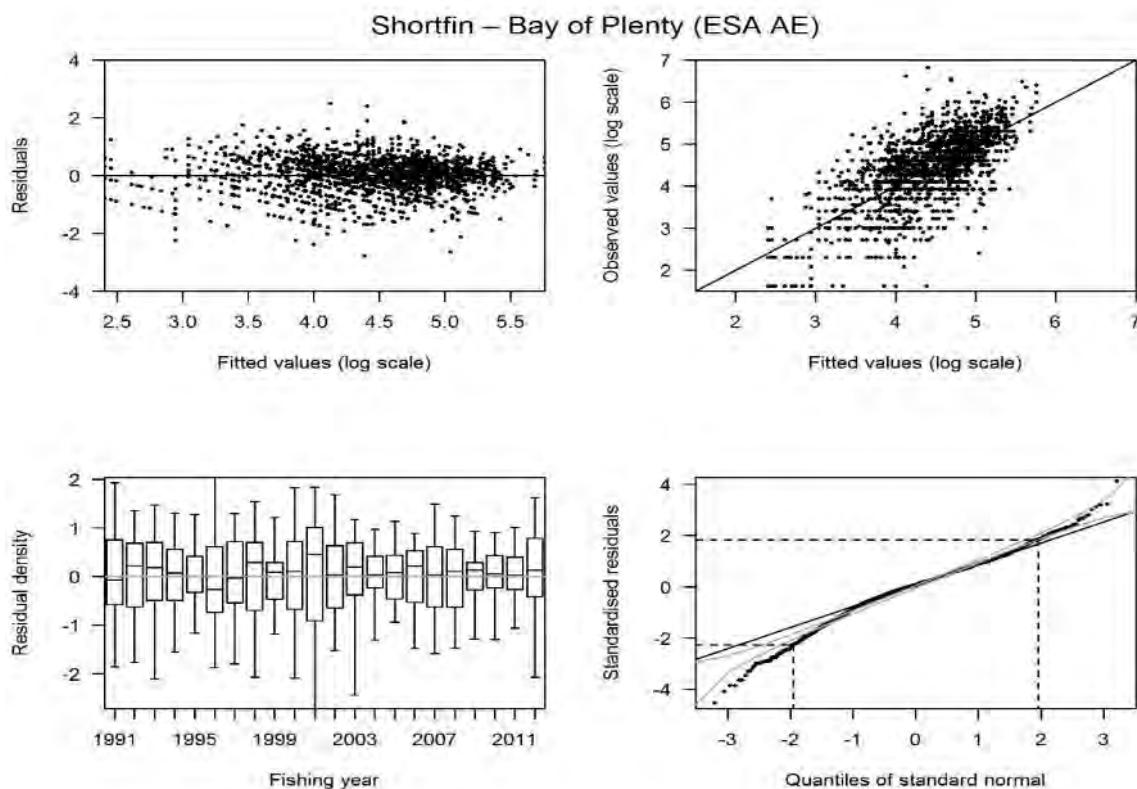 Shortfin – Bay of Plenty (ESA AE)
4
2
0
-2
-4
Residuals
2.5 3.0 3.5 4.0 4.5 5.0 5.5
Fitted values (log scale)
7
6
5
4
3
2
Observed values (log scale)
2 3 4 5 6 7
Fitted values (log scale)
2
1
0
-1
-2
Residual density
1991 1995 1999 2003 2007 2011
Fishing year
4
2
0
-2
-4
Standardised residuals
-3 -2 -1 0 1 2 3
Quantiles of standard normal